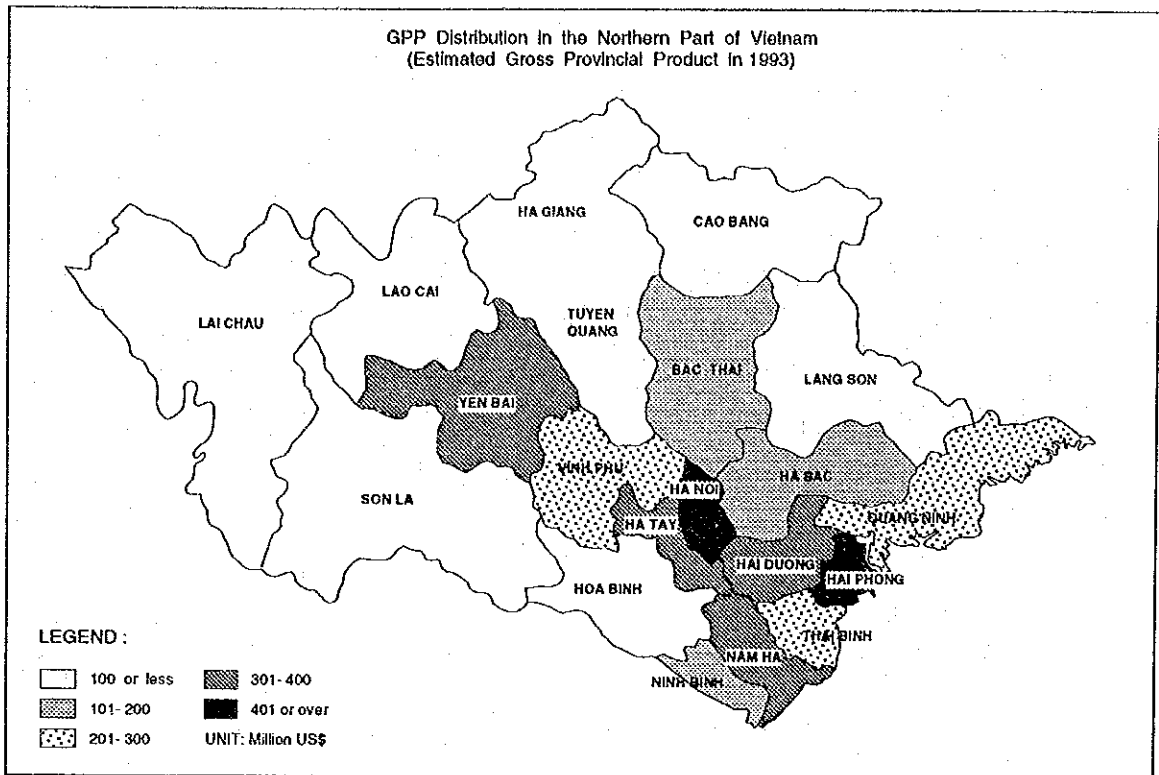 GPP Distribution in the Northern Part of Vietnam
(Estimated Gross Provincial Product in 1993)
HA GIANG
CAO BANG
LAO CAI
LAI CHAU
TUYEN
QUANG
BAC THAI
LANG SON
YEN BAI
VINH PHU
HA BAC
HA NOI
SON LA
QUANG NINH
HA TAY
HAI DUONG
HAI PHONG
HOA BINH
THAI BINH
NAM HA
NINH BINH
LEGEND :
100 or less
301-400
101-200
401 or over
201-300
UNIT: Million US$